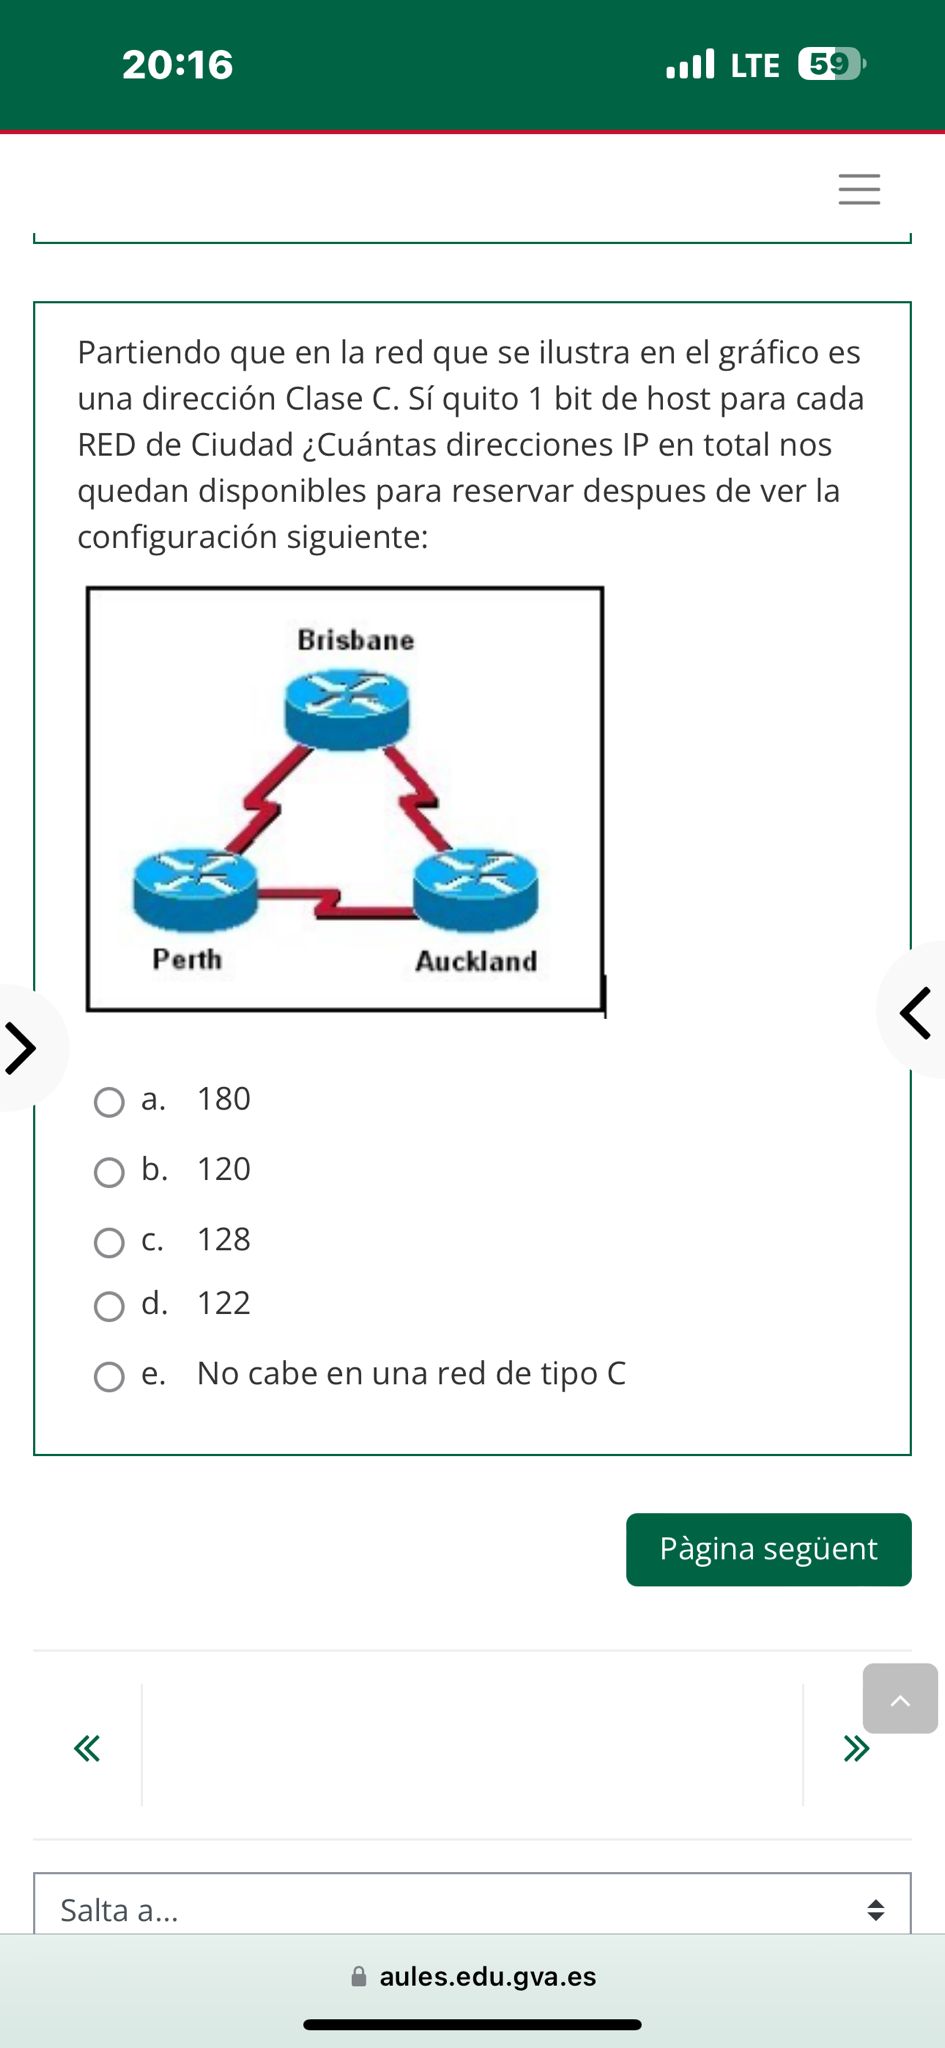 20:16
LTE
59
Partiendo que en la red que se ilustra en el gráfico es
una dirección Clase C. Sí quito 1 bit de host para cada
RED de Ciudad ¿Cuántas direcciones IP en total nos
quedan disponibles para reservar despues de ver la
configuración siguiente:
Brisbane
Perth
Auckland
a. 180
b. 120
c. 128
d. 122
e. No cabe en una red de tipo C
Pàgina següent
Salta a...
aules.edu.gva.es